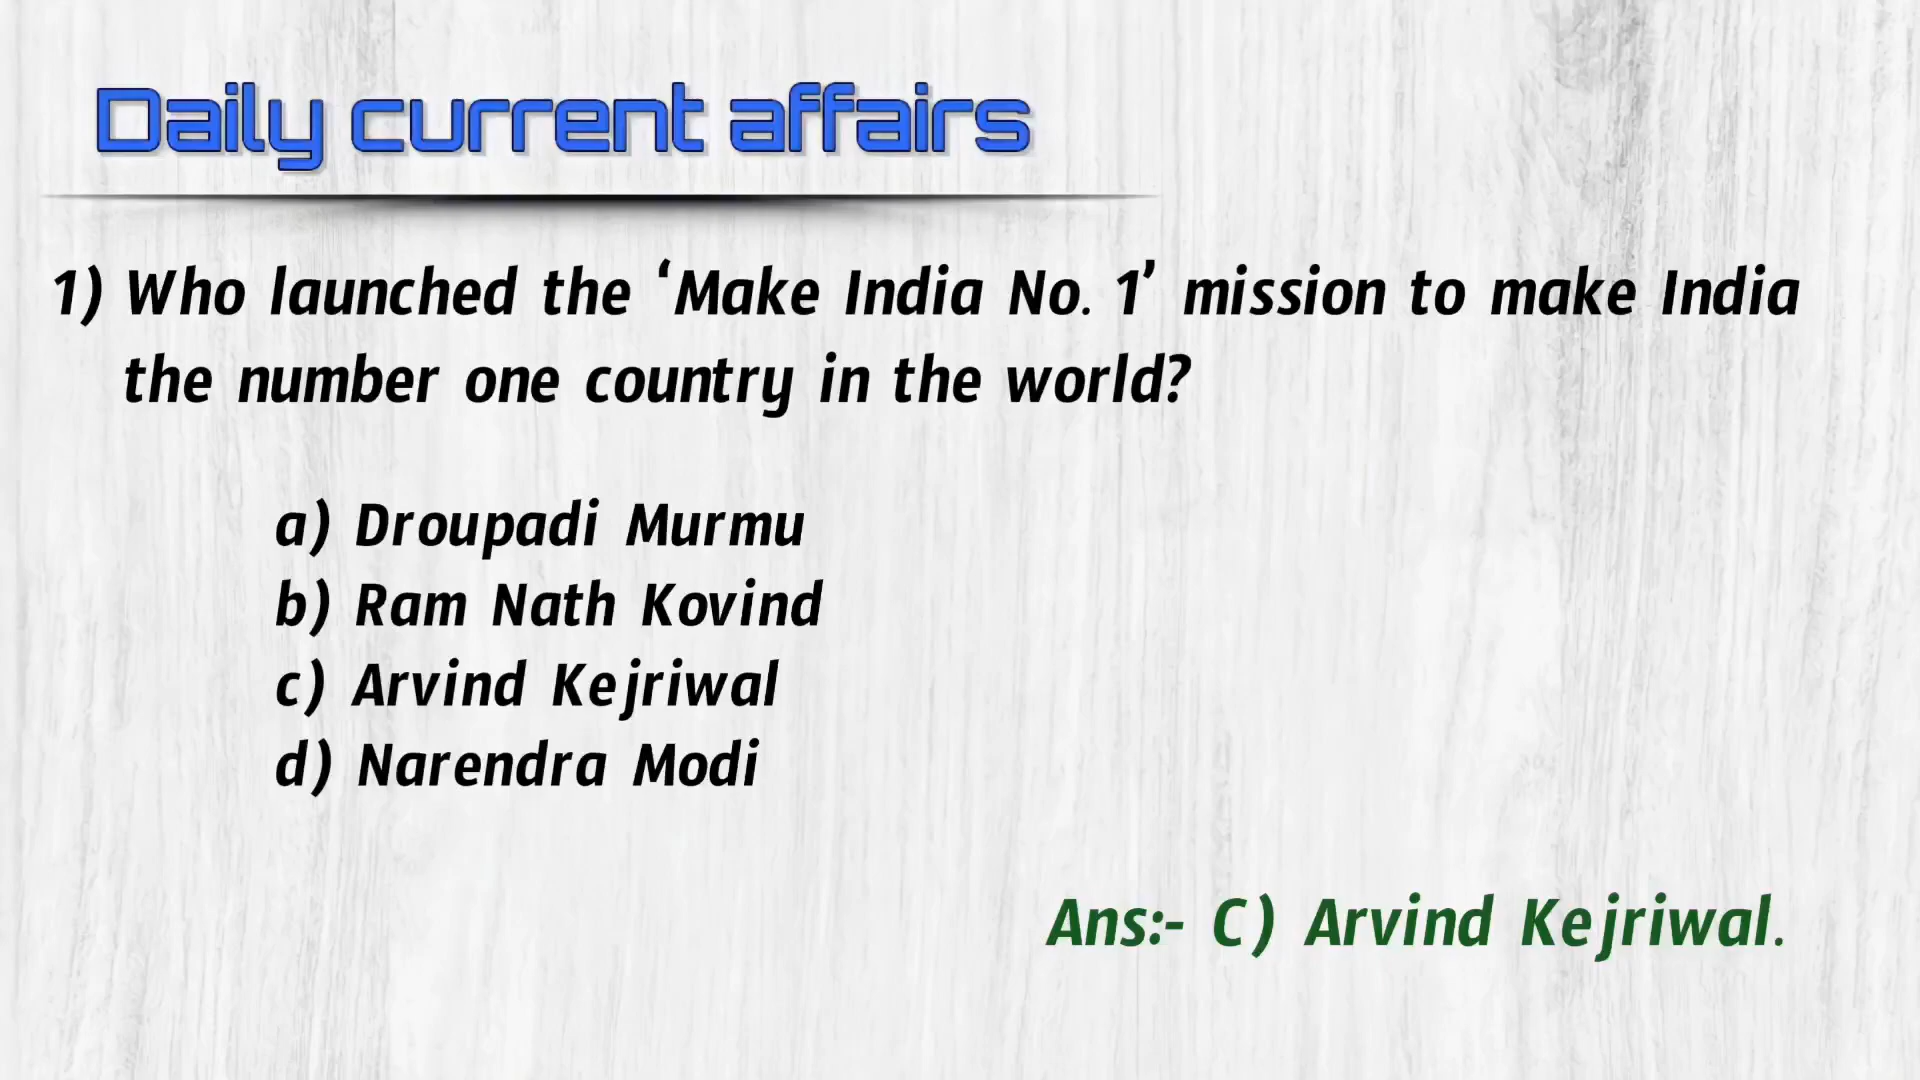 Daily current affairs
1) Who launched the ‘Make India No. 1’ mission to make India
the number one country in the world?
a) Droupadi Murmu
b) Ram Nath Kovind
c) Arvind Kejriwal
d) Narendra Modi
Ans:- C) Arvind Kejriwal.